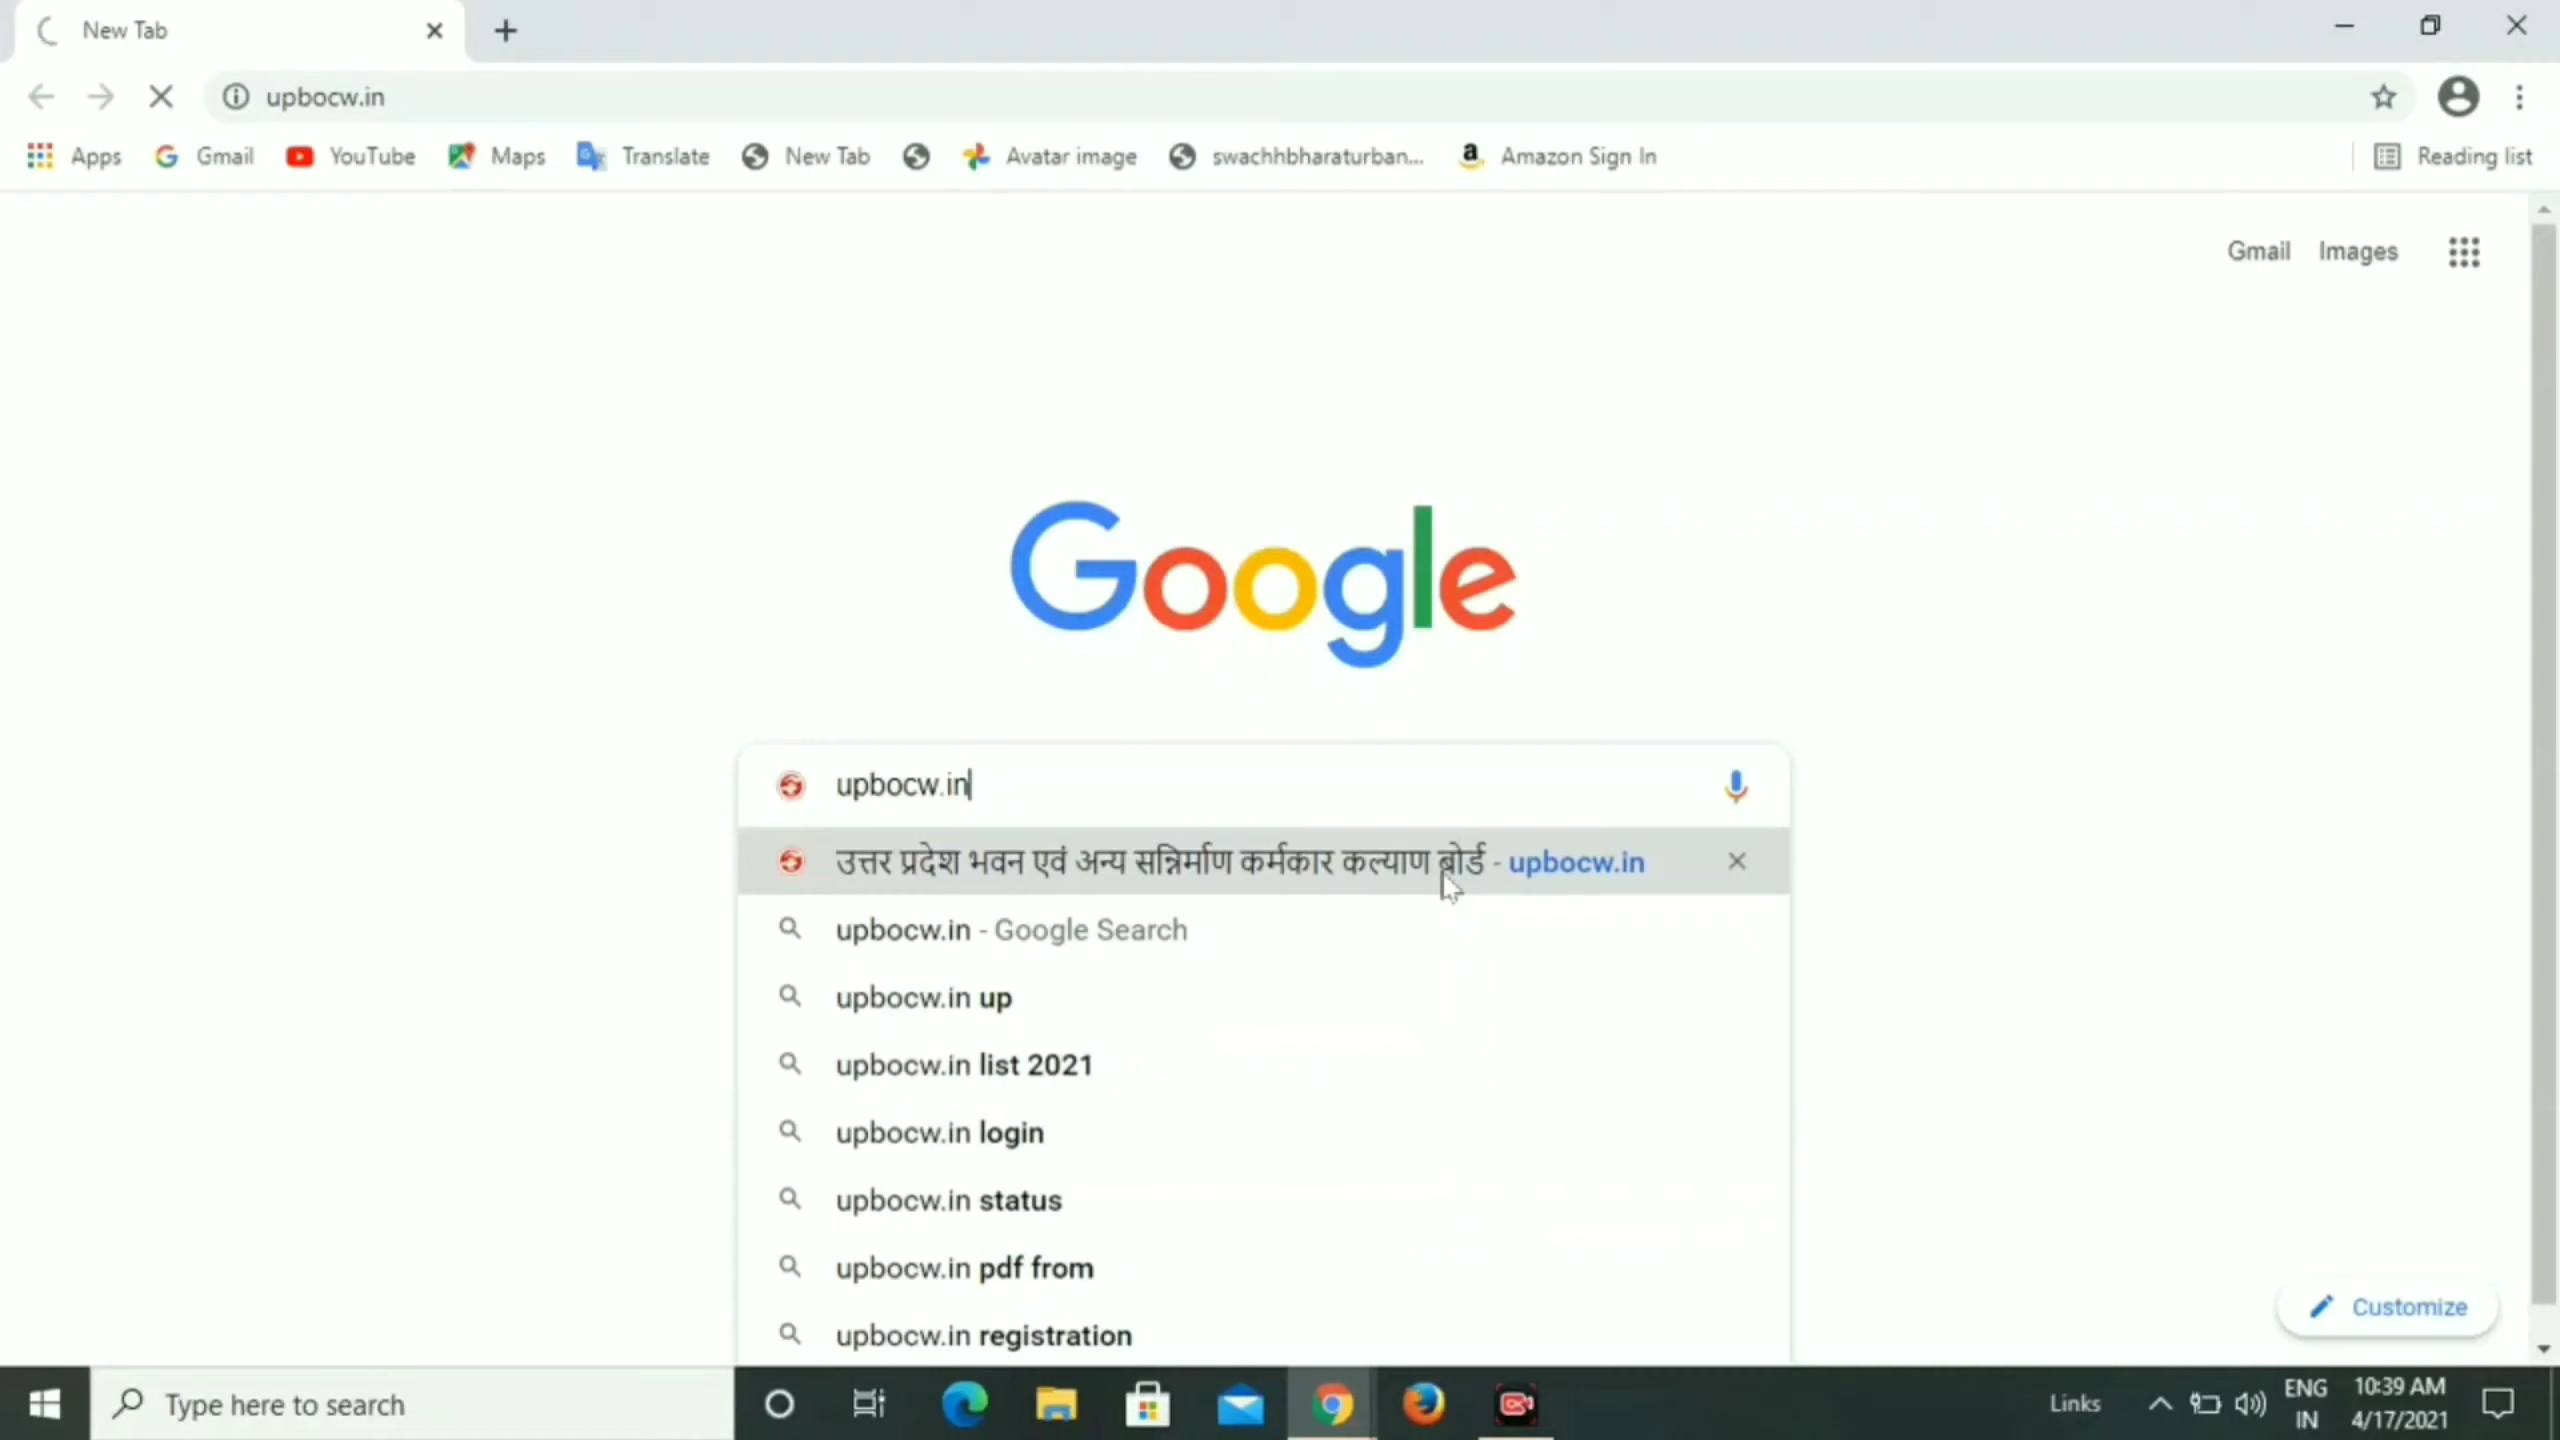 New Tab
upbocw.in
Apps Gmail YouTube Maps Translate New Tab Avatar image swachhbharaturban... Amazon Sign In Reading list
Gmail Images
Google
upbocw.in
उत्तर प्रदेश भवन एवं अन्य सन्निर्माण कर्मकार कल्याण बोर्ड - upbocw.in
upbocw.in - Google Search
upbocw.in up
upbocw.in list 2021
upbocw.in login
upbocw.in status
upbocw.in pdf from
upbocw.in registration
Customize
Type here to search
Links
ENG
IN
10:39 AM
4/17/2021